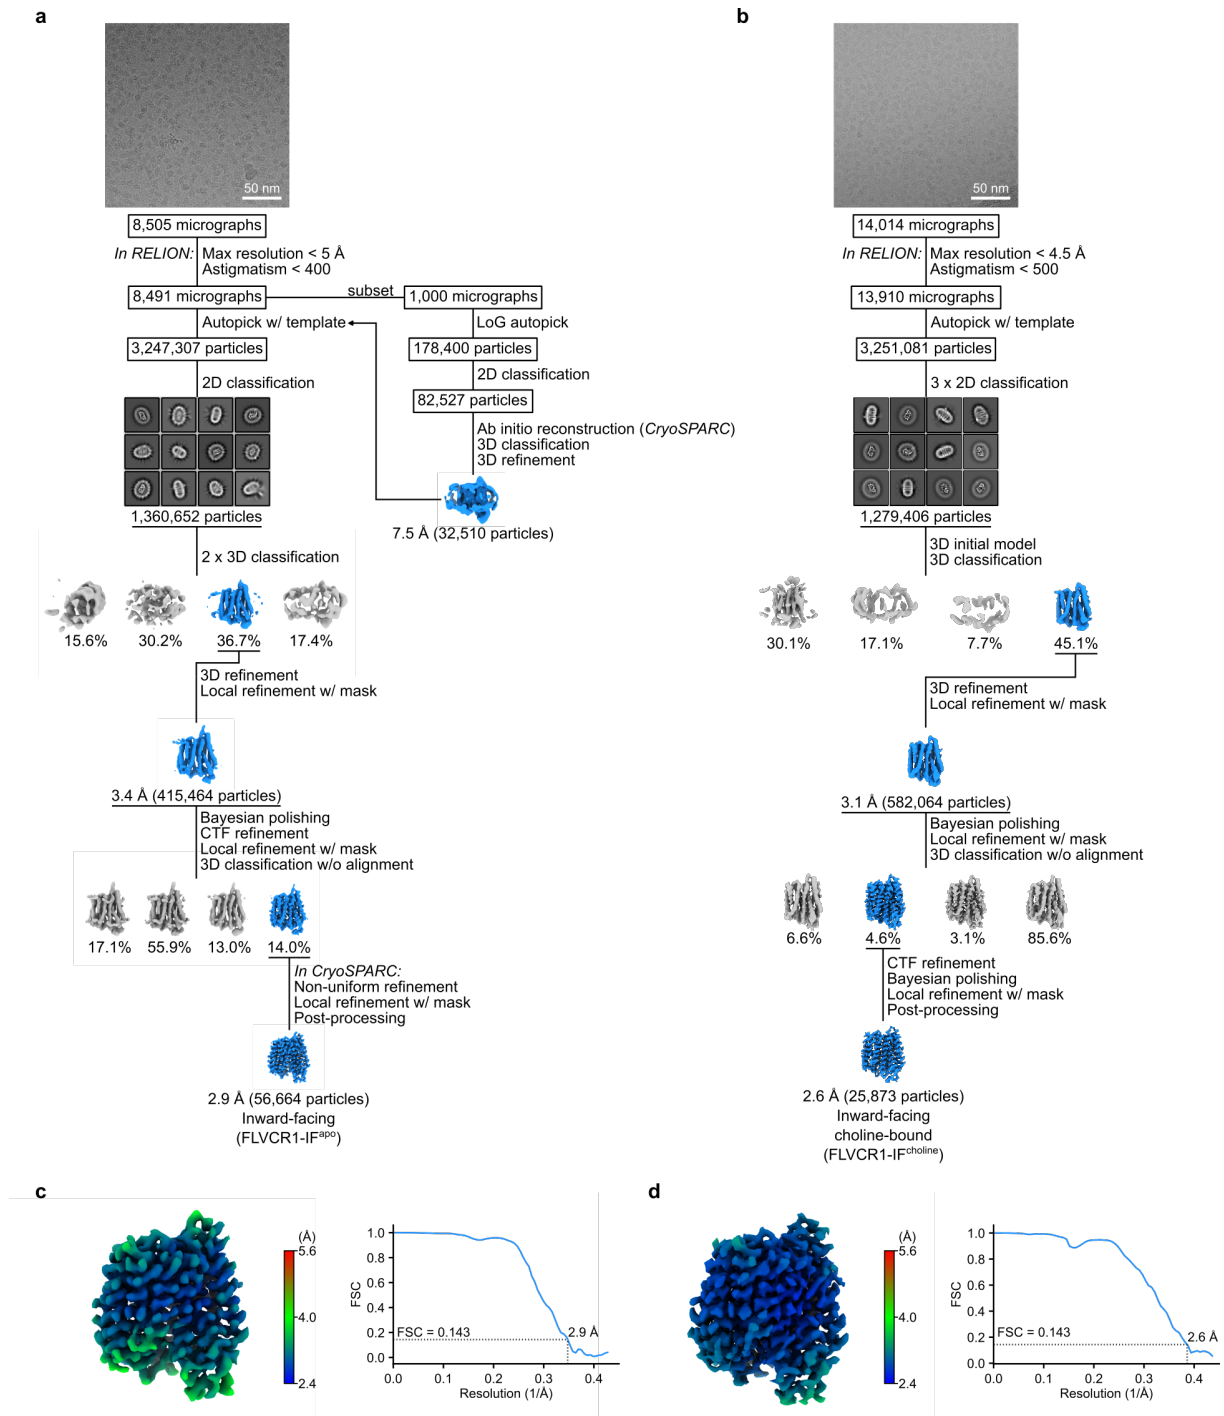 a
50 nm
8,505 micrographs
In RELION: Max resolution < 5 Å
Astigmatism < 400
8,491 micrographs
subset
1,000 micrographs
Autopick w/ template
LoG autopick
3,247,307 particles
178,400 particles
2D classification
2D classification
82,527 particles
Ab initio reconstruction (CryoSPARC)
3D classification
3D refinement
1,360,652 particles
7.5 Å (32,510 particles)
2 x 3D classification
15.6%
30.2%
36.7%
17.4%
3D refinement
Local refinement w/ mask
3.4 Å (415,464 particles)
Bayesian polishing
CTF refinement
Local refinement w/ mask
3D classification w/o alignment
17.1%
55.9%
13.0%
14.0%
In CryoSPARC:
Non-uniform refinement
Local refinement w/ mask
Post-processing
2.9 Å (56,664 particles)
Inward-facing
(FLVCR1-IFapo)
b
50 nm
14,014 micrographs
In RELION: Max resolution < 4.5 Å
Astigmatism < 500
13,910 micrographs
Autopick w/ template
3,251,081 particles
3 x 2D classification
1,279,406 particles
3D initial model
3D classification
30.1%
17.1%
7.7%
45.1%
3D refinement
Local refinement w/ mask
3.1 Å (582,064 particles)
Bayesian polishing
Local refinement w/ mask
3D classification w/o alignment
6.6%
4.6%
3.1%
85.6%
CTF refinement
Bayesian polishing
Local refinement w/ mask
Post-processing
2.6 Å (25,873 particles)
Inward-facing
choline-bound
(FLVCR1-IFcholine)
c
(Å)
5.6
4.0
2.4
FSC
1.0
0.8
0.6
0.4
0.2
0.0
FSC = 0.143
2.9 Å
0.0 0.1 0.2 0.3 0.4
Resolution (1/Å)
d
(Å)
5.6
4.0
2.4
FSC
1.0
0.8
0.6
0.4
0.2
0.0
FSC = 0.143
2.6 Å
0.0 0.1 0.2 0.3 0.4
Resolution (1/Å)